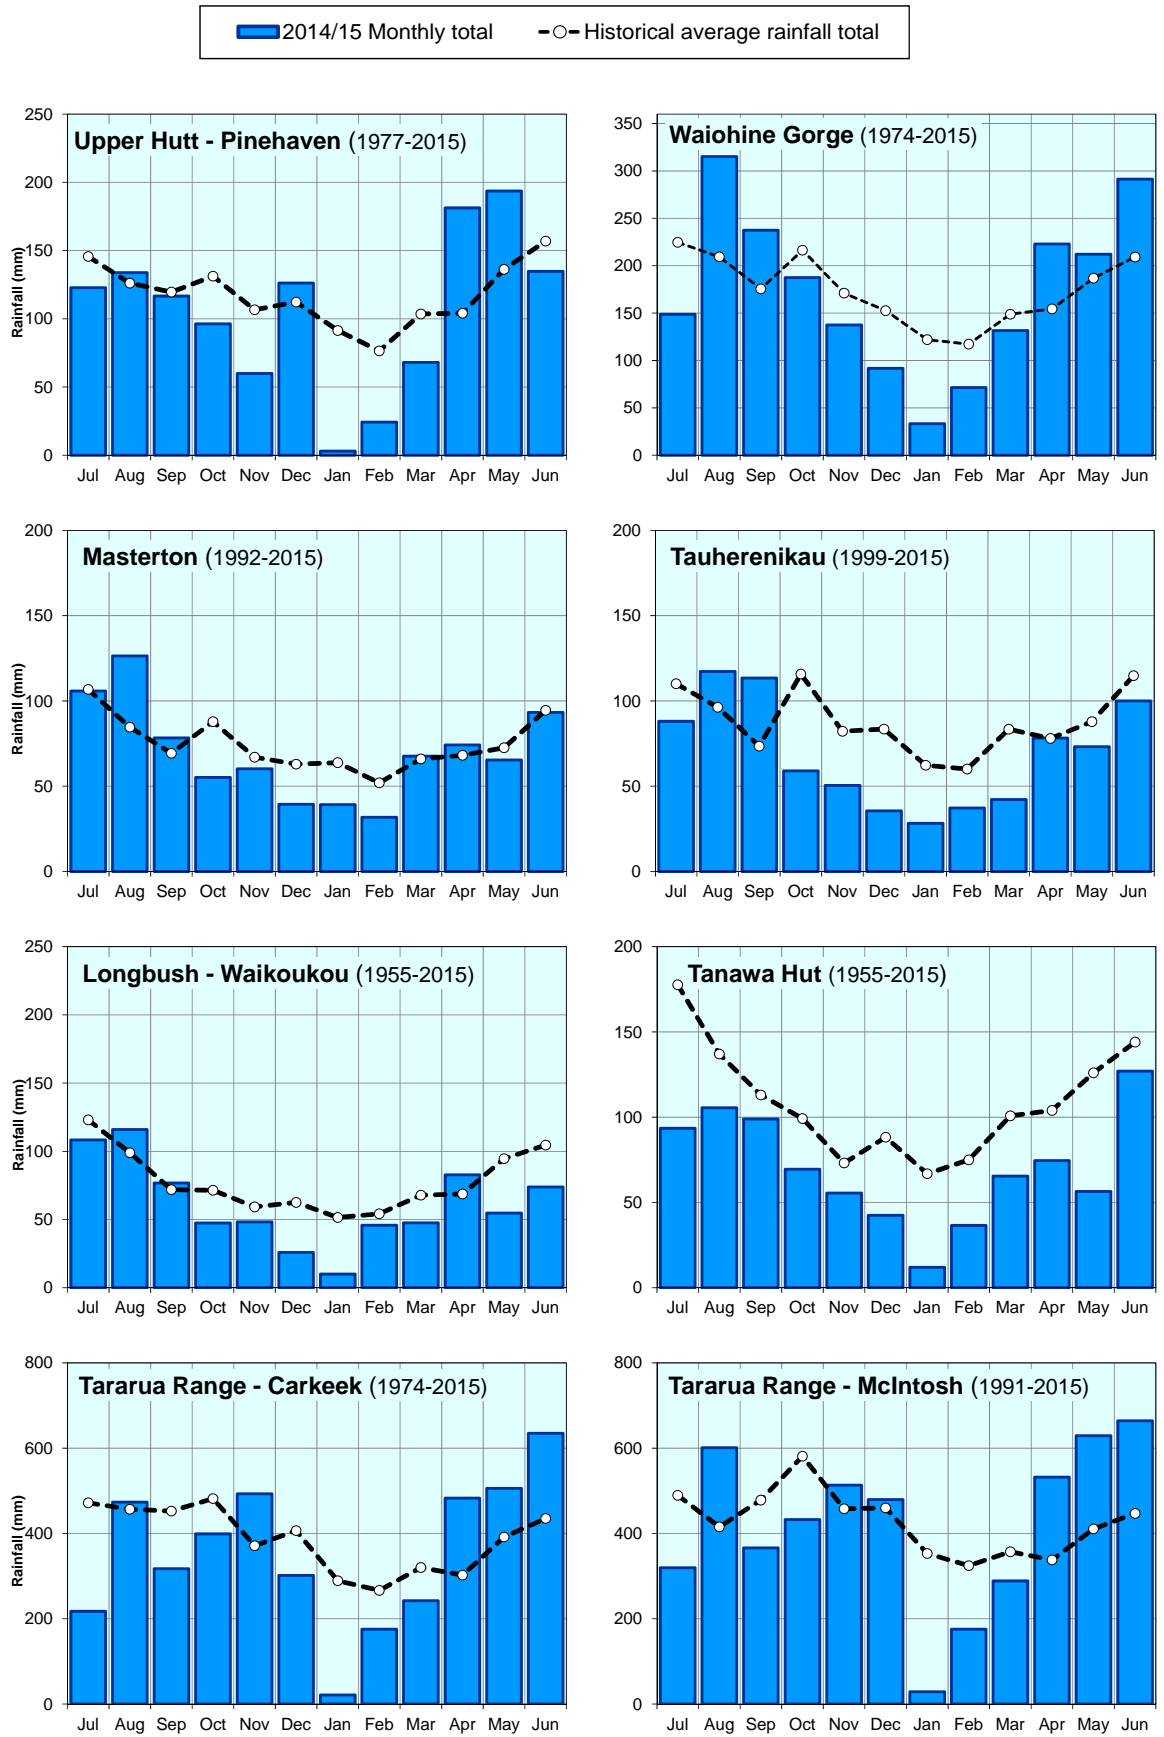 2014/15 Monthly total Historical average rainfall total
Upper Hutt - Pinehaven (1977-2015)
Rainfall (mm)
250
200
150
100
50
0
Jul Aug Sep Oct Nov Dec Jan Feb Mar Apr May Jun
Waiohine Gorge (1974-2015)
350
300
250
200
150
100
50
0
Jul Aug Sep Oct Nov Dec Jan Feb Mar Apr May Jun
Masterton (1992-2015)
Rainfall (mm)
200
150
100
50
0
Jul Aug Sep Oct Nov Dec Jan Feb Mar Apr May Jun
Tauherenikau (1999-2015)
200
150
100
50
0
Jul Aug Sep Oct Nov Dec Jan Feb Mar Apr May Jun
Longbush - Waikoukou (1955-2015)
Rainfall (mm)
250
200
150
100
50
0
Jul Aug Sep Oct Nov Dec Jan Feb Mar Apr May Jun
Tanawa Hut (1955-2015)
200
150
100
50
0
Jul Aug Sep Oct Nov Dec Jan Feb Mar Apr May Jun
Tararua Range - Carkeek (1974-2015)
Rainfall (mm)
800
600
400
200
0
Jul Aug Sep Oct Nov Dec Jan Feb Mar Apr May Jun
Tararua Range - McIntosh (1991-2015)
800
600
400
200
0
Jul Aug Sep Oct Nov Dec Jan Feb Mar Apr May Jun